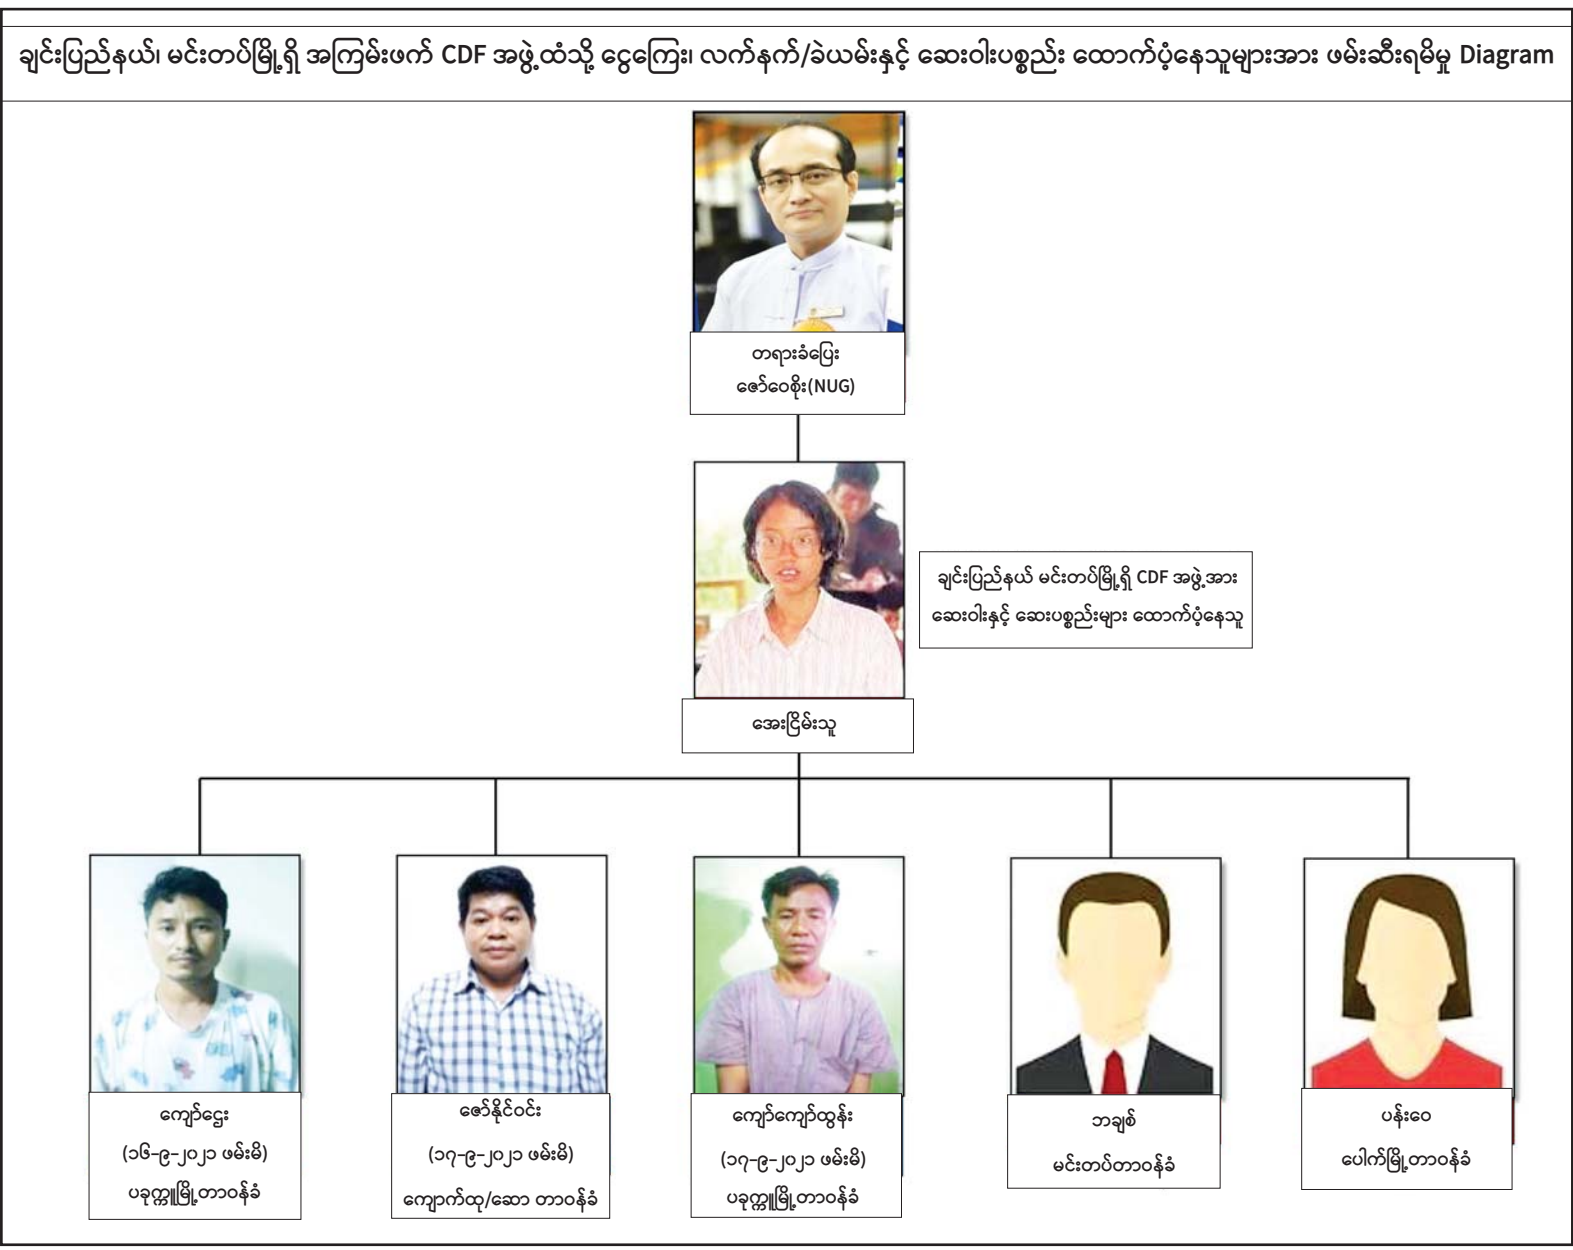 ချင်းပြည်နယ်၊ မင်းတပ်မြို့ရှိ အကြမ်းဖက် CDF အဖွဲ့ထံသို့ ငွေကြေး၊ လက်နက်/ခဲယမ်းနှင့် ဆေးဝါးပစ္စည်း ထောက်ပံ့နေသူများအား ဖမ်းဆီးရမိမှု Diagram
တရားခံပြေး
ဇော်ဝေစိုး(NUG)
ချင်းပြည်နယ် မင်းတပ်မြို့ရှိ CDF အဖွဲ့အား
ဆေးဝါးနှင့် ဆေးပစ္စည်းများ ထောက်ပံ့နေသူ
အေးငြိမ်းသူ
ကျော်ဌေး
(၁၆-၉-၂၀၂၁ ဖမ်းမိ)
ပခုက္ကူမြို့တာဝန်ခံ
ဇော်နိုင်ဝင်း
(၁၇-၉-၂၀၂၁ ဖမ်းမိ)
ကျောက်ထု/ဆော တာဝန်ခံ
ကျော်ကျော်ထွန်း
(၁၇-၉-၂၀၂၁ ဖမ်းမိ)
ပခုက္ကူမြို့တာဝန်ခံ
ဘချစ်
မင်းတပ်တာဝန်ခံ
ပန်းဝေ
ပေါက်မြို့တာဝန်ခံ